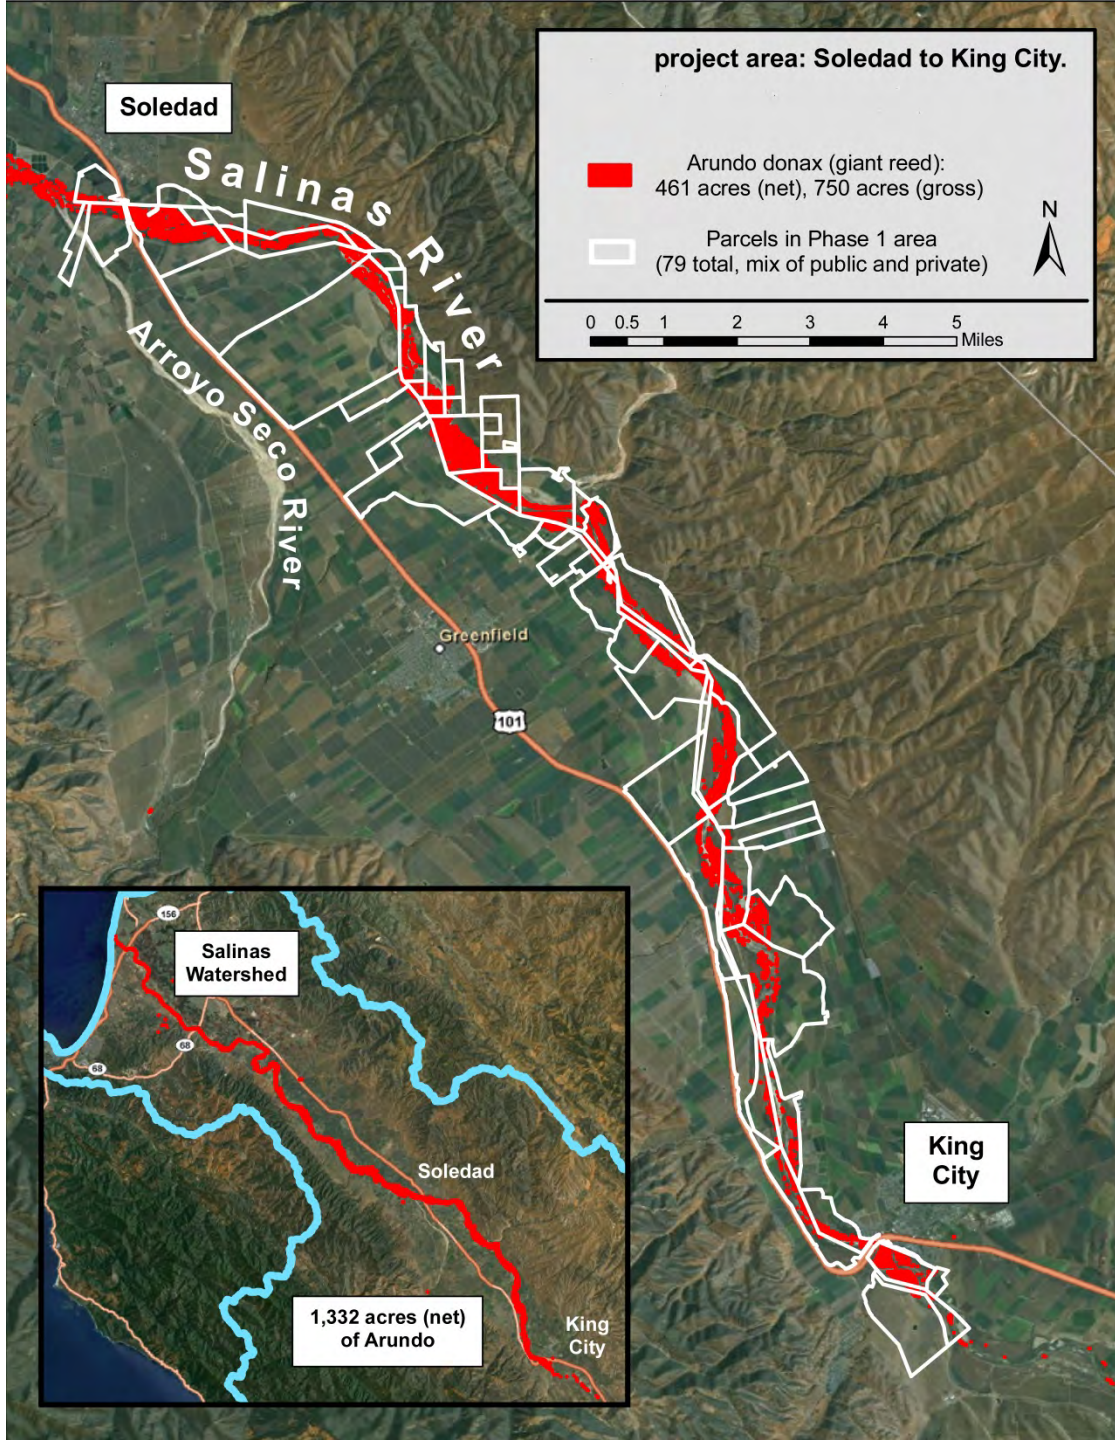 project area: Soledad to King City.
Arundo donax (giant reed):
461 acres (net), 750 acres (gross)
Parcels in Phase 1 area
(79 total, mix of public and private)
N
0 0.5 1 2 3 4 5
Miles
Soledad
Salinas River
Arroyo Seco River
Greenfield
101
King
City
156
Salinas
Watershed
68
68
Soledad
1,332 acres (net)
of Arundo
King
City